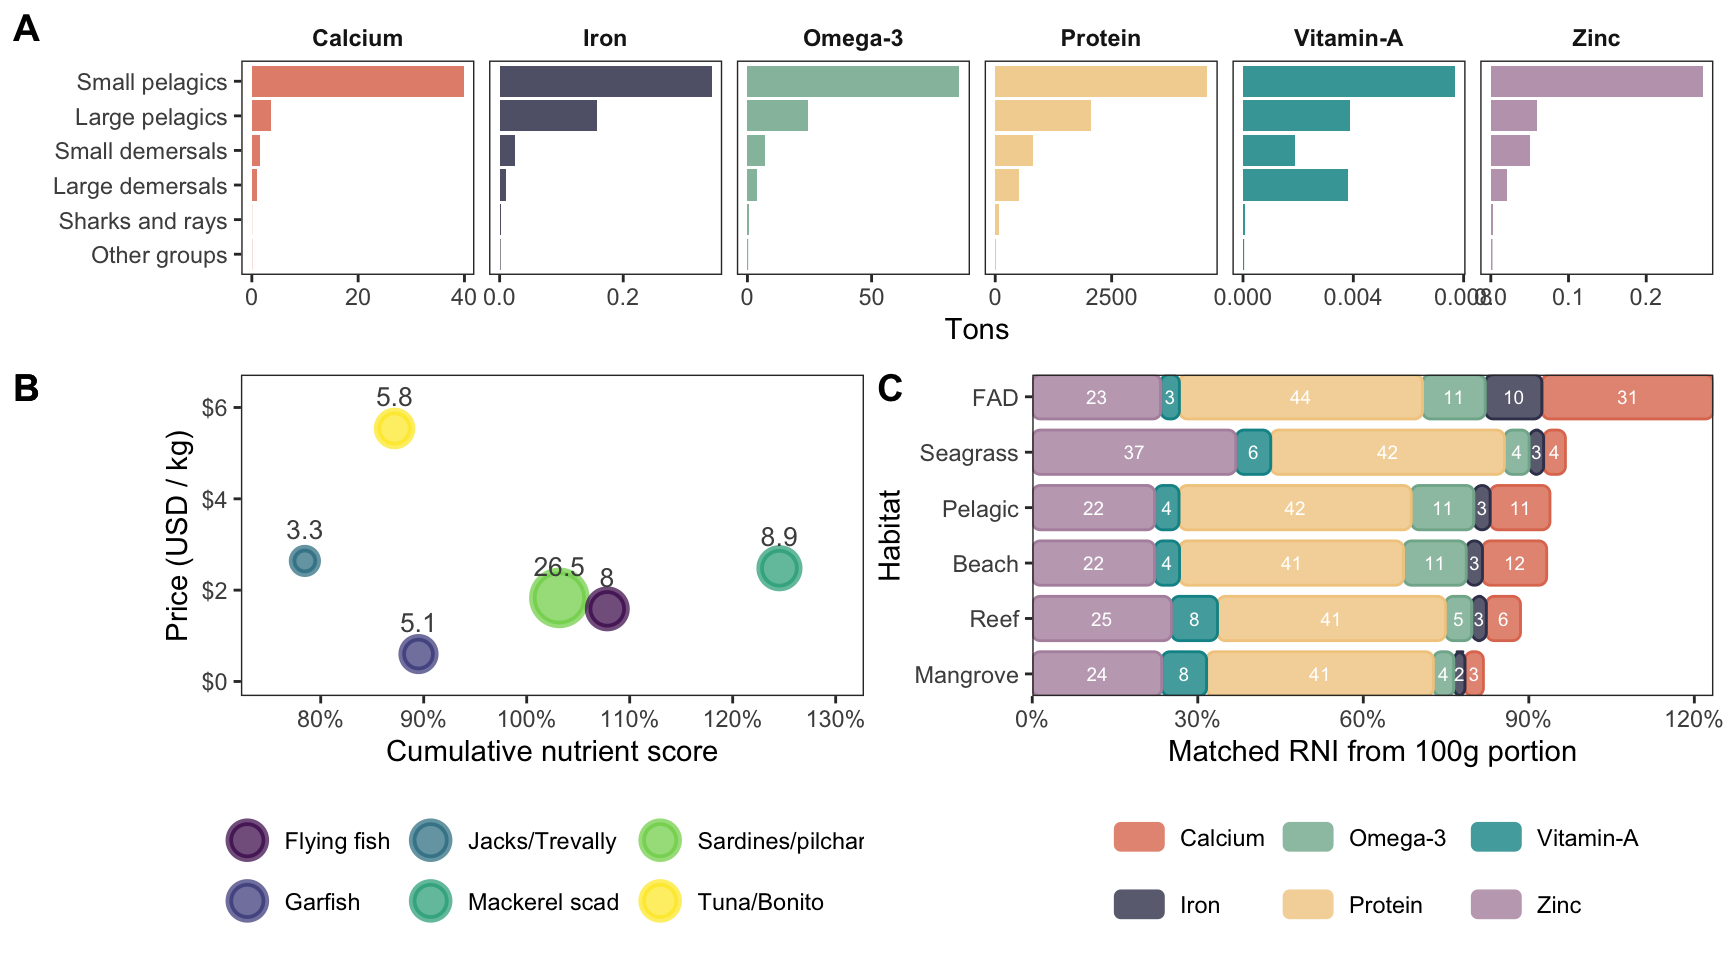 A
Calcium Iron Omega-3 Protein Vitamin-A Zinc
Small pelagics
Large pelagics
Small demersals
Large demersals
Sharks and rays
Other groups
0 20 40 0.0 0.2 0 50 0 2500 0.000 0.004 0.008 0.0 0.1 0.2
Tons
B
Price (USD / kg)
$6
$4
$2
$0
5.8
3.3
26.5
8
8.9
5.1
80% 90% 100% 110% 120% 130%
Cumulative nutrient score
Flying fish Jacks/Trevally Sardines/pilchar
Garfish Mackerel scad Tuna/Bonito
C
Habitat
FAD 23 3 44 11 10 31
Seagrass 37 6 42 4 3 4
Pelagic 22 4 42 11 3 11
Beach 22 4 41 11 3 12
Reef 25 8 41 5 3 6
Mangrove 24 8 41 4 2 3
0% 30% 60% 90% 120%
Matched RNI from 100g portion
Calcium Omega-3 Vitamin-A
Iron Protein Zinc